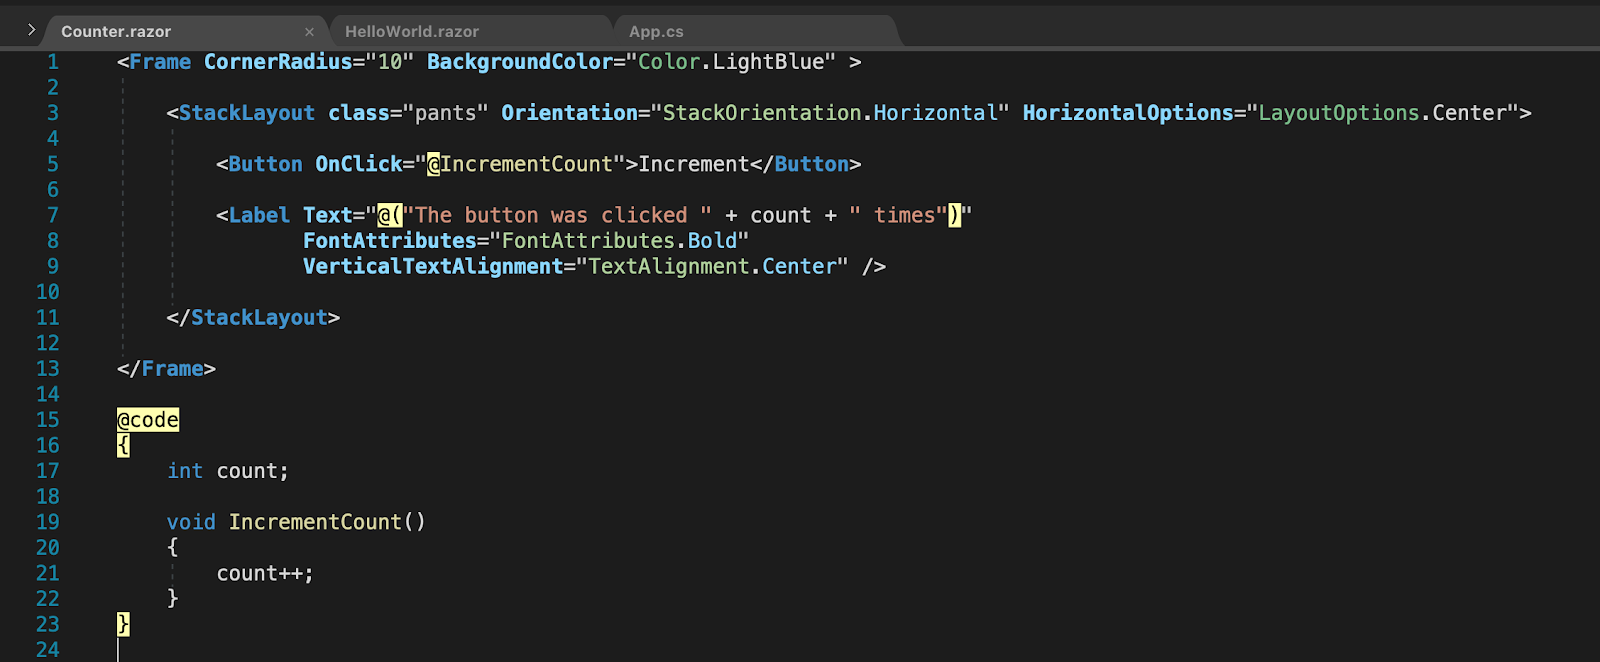 Counter.razor × HelloWorld.razor App.cs
1 <Frame CornerRadius="10" BackgroundColor="Color.LightBlue" >
2
3 <StackLayout class="pants" Orientation="StackOrientation.Horizontal" HorizontalOptions="LayoutOptions.Center">
4
5 <Button OnClick="@IncrementCount">Increment</Button>
6
7 <Label Text="@("The button was clicked " + count + " times")"
8 FontAttributes="FontAttributes.Bold"
9 VerticalTextAlignment="TextAlignment.Center" />
10
11 </StackLayout>
12
13 </Frame>
14
15 @code
16 {
17 int count;
18
19 void IncrementCount()
20 {
21 count++;
22 }
23 }
24